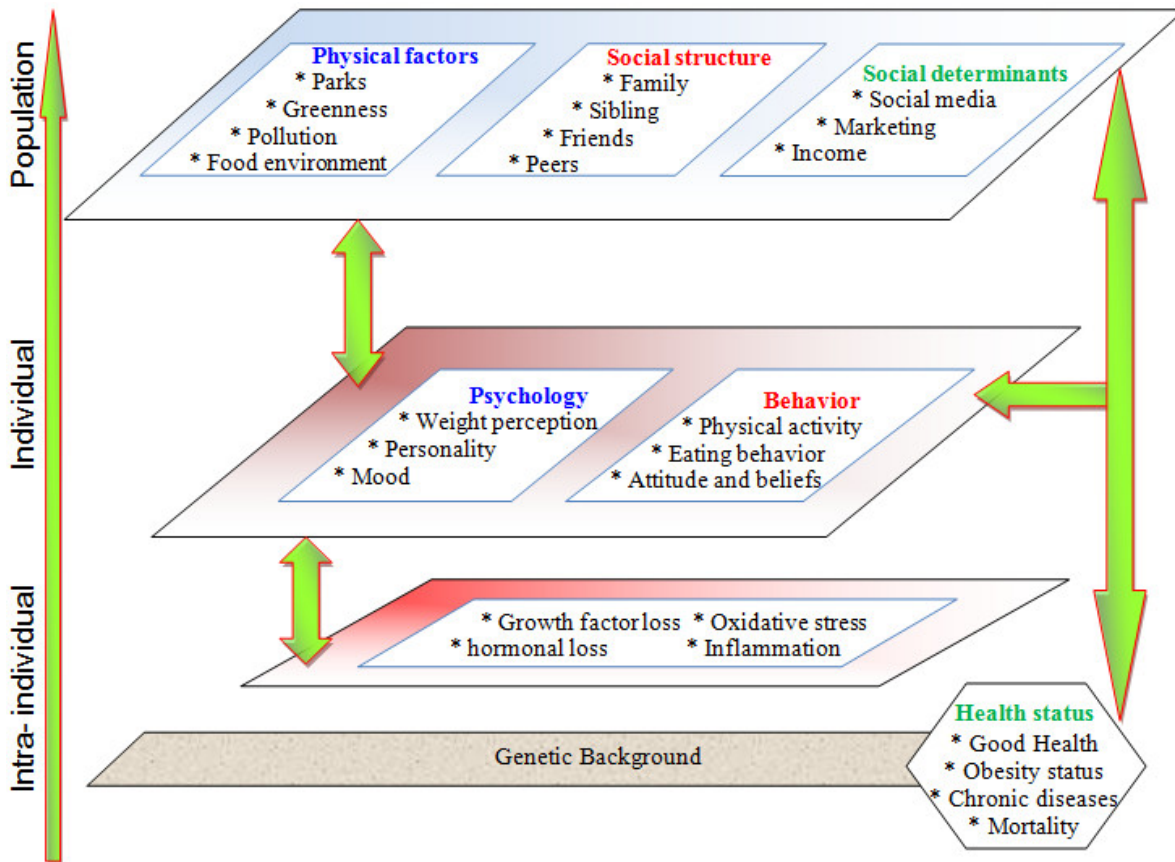 Population
Physical factors
* Parks
* Greenness
* Pollution
* Food environment
Social structure
* Family
* Sibling
* Friends
* Peers
Social determinants
* Social media
* Marketing
* Income
Individual
Psychology
* Weight perception
* Personality
* Mood
Behavior
* Physical activity
* Eating behavior
* Attitude and beliefs
Intra- individual
* Growth factor loss
* hormonal loss
* Oxidative stress
* Inflammation
Genetic Background
Health status
* Good Health
* Obesity status
* Chronic diseases
* Mortality